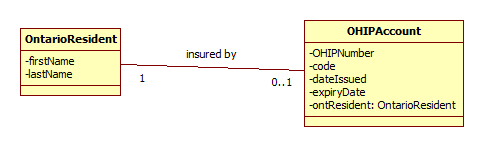 OntarioResident
-firstName
-lastName
insured by
1
0..1
OHIPAccount
-OHIPNumber
-code
-dateIssued
-expiryDate
-ontResident: OntarioResident